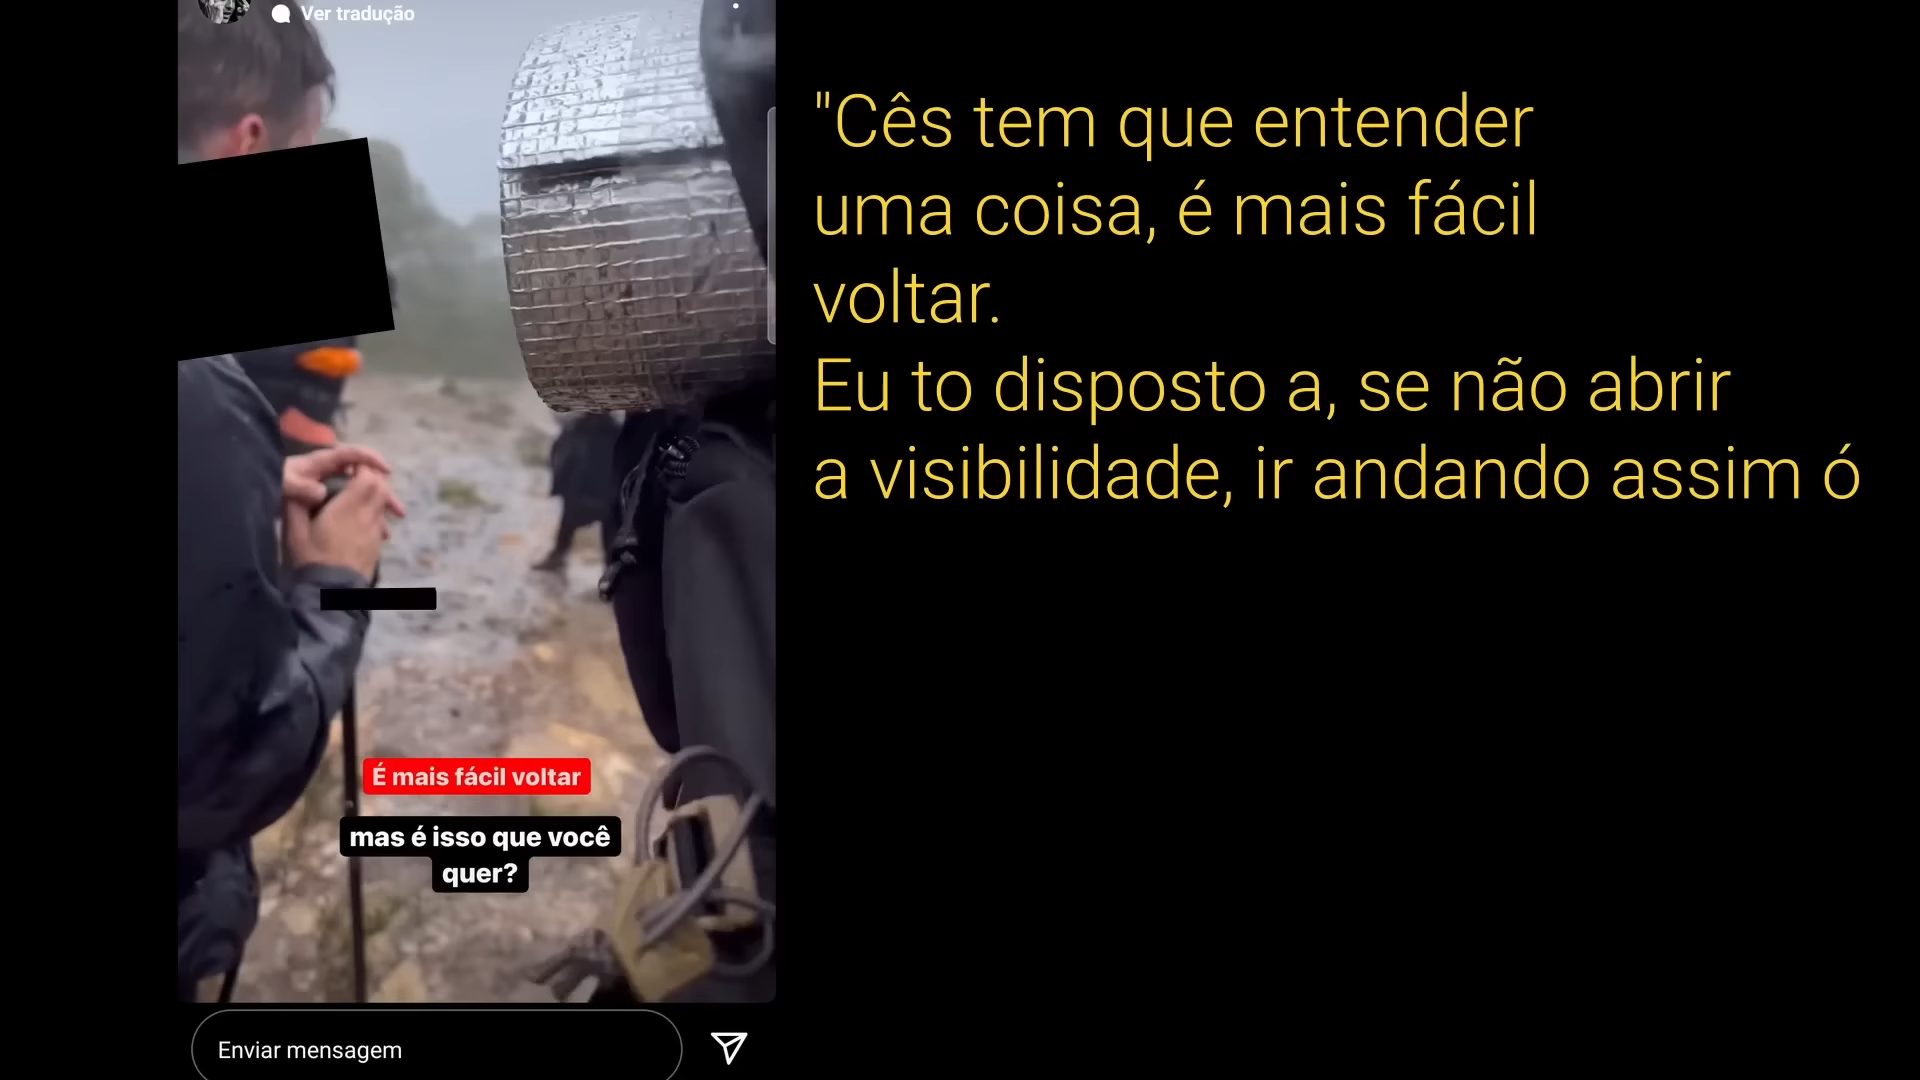 Ver tradução
"Cês tem que entender
uma coisa, é mais fácil
voltar.
Eu to disposto a, se não abrir
a visibilidade, ir andando assim ó
É mais fácil voltar
mas é isso que você
quer?
Enviar mensagem